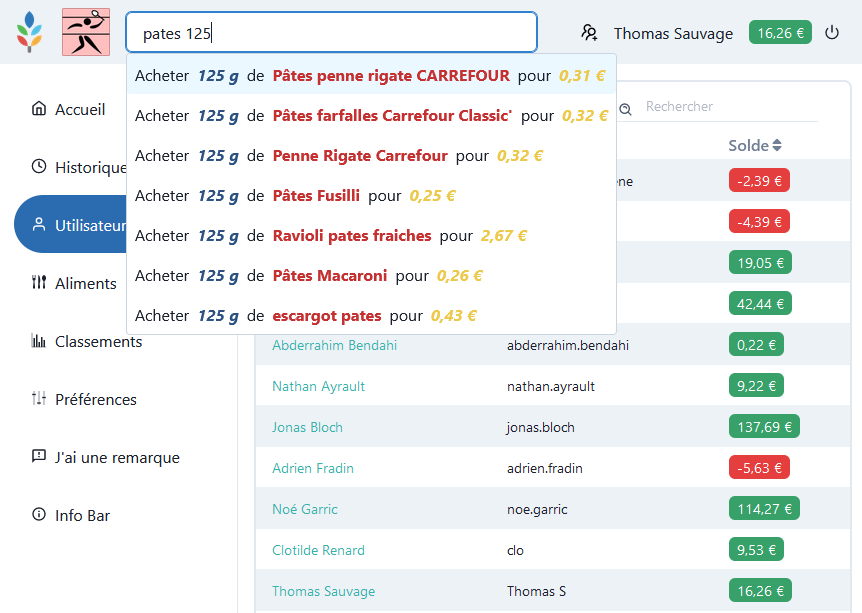 pates 125
Thomas Sauvage
16,26 €
Acheter 125 g de Pâtes penne rigate CARREFOUR pour 0,31 €
Acheter 125 g de Pâtes farfalles Carrefour Classic' pour 0,32 €
Acheter 125 g de Penne Rigate Carrefour pour 0,32 €
Acheter 125 g de Pâtes Fusilli pour 0,25 €
Acheter 125 g de Ravioli pates fraiches pour 2,67 €
Acheter 125 g de Pâtes Macaroni pour 0,26 €
Acheter 125 g de escargot pates pour 0,43 €
Accueil
Historique
Utilisateur
Aliments
Classements
Préférences
J'ai une remarque
Info Bar
Rechercher
Solde
ne -2,39 €
-4,39 €
19,05 €
42,44 €
Abderrahim Bendahi abderrahim.bendahi 0,22 €
Nathan Ayrault nathan.ayrault 9,22 €
Jonas Bloch jonas.bloch 137,69 €
Adrien Fradin adrien.fradin -5,63 €
Noé Garric noe.garric 114,27 €
Clotilde Renard clo 9,53 €
Thomas Sauvage Thomas S 16,26 €